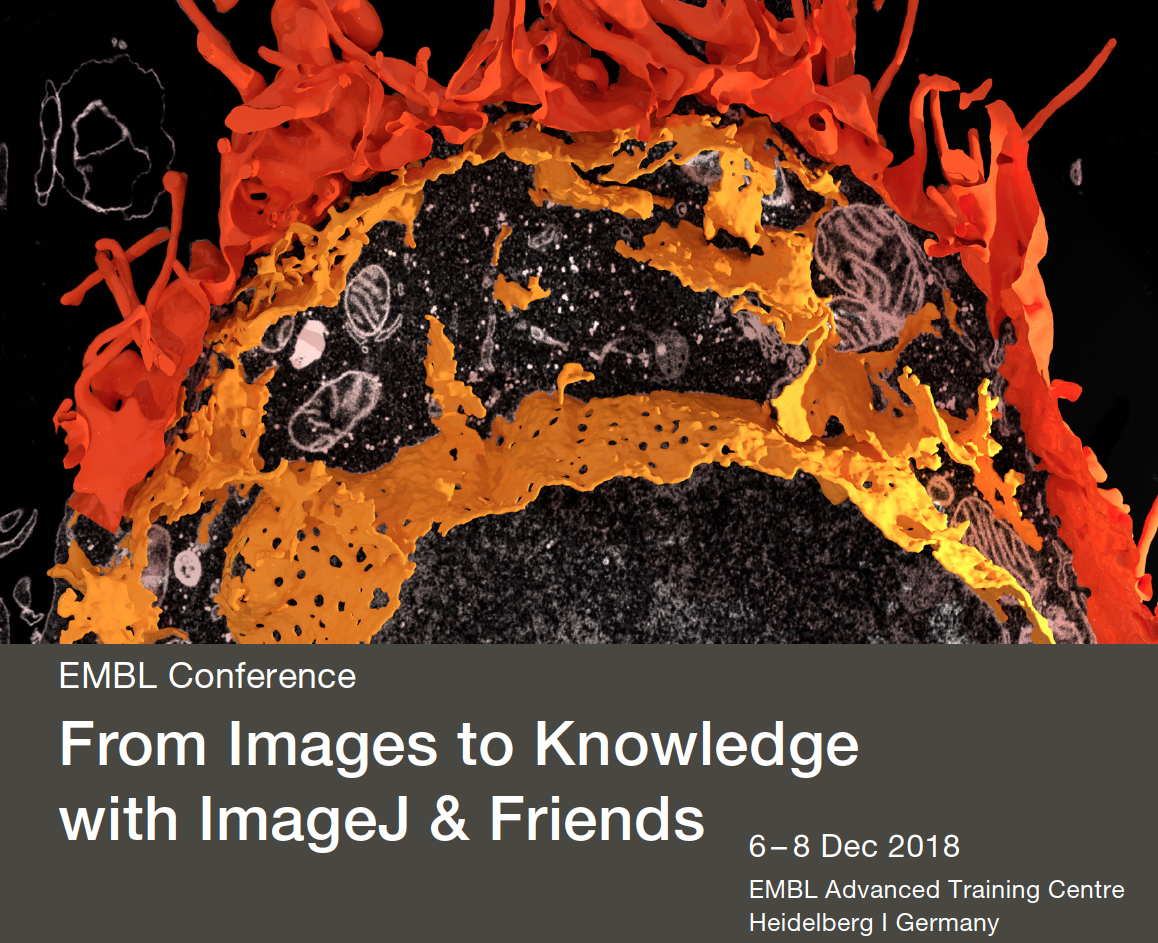 EMBL Conference
From Images to Knowledge
with ImageJ & Friends
6–8 Dec 2018
EMBL Advanced Training Centre
Heidelberg I Germany